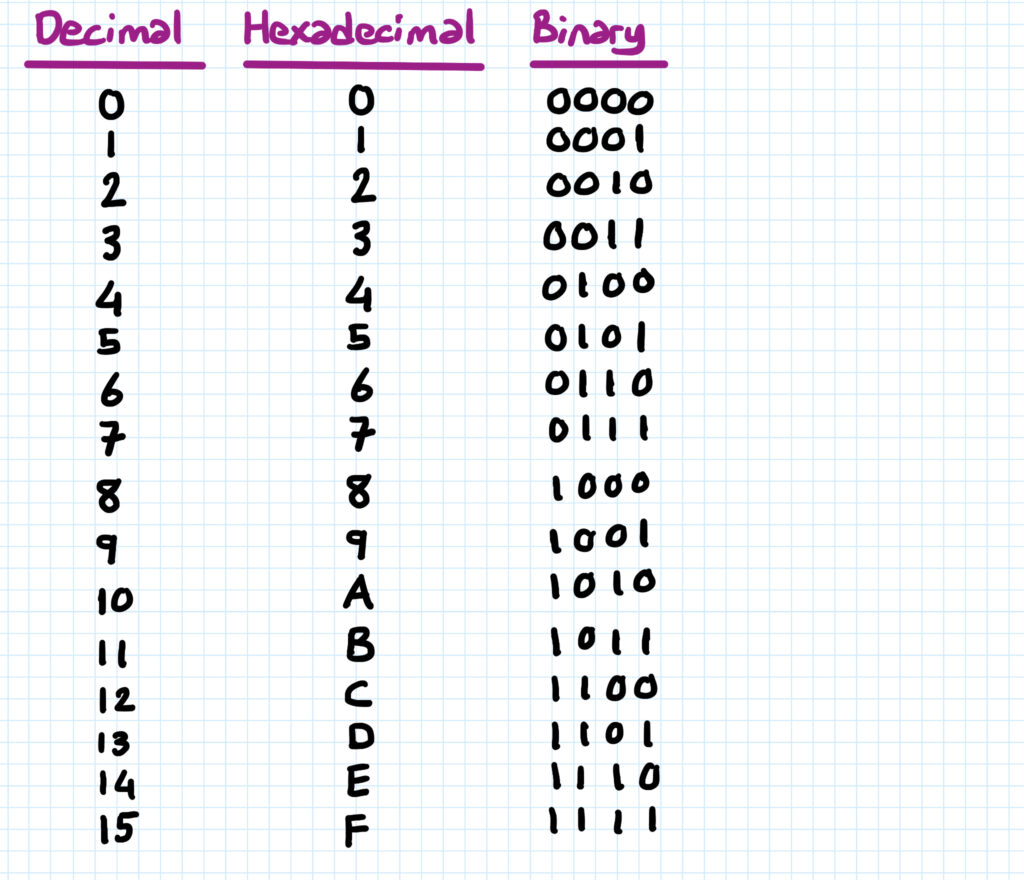 Decimal Hexadecimal Binary
0 0 0000
1 1 0001
2 2 0010
3 3 0011
4 4 0100
5 5 0101
6 6 0110
7 7 0111
8 8 1000
9 9 1001
10 A 1010
11 B 1011
12 C 1100
13 D 1101
14 E 1110
15 F 1111